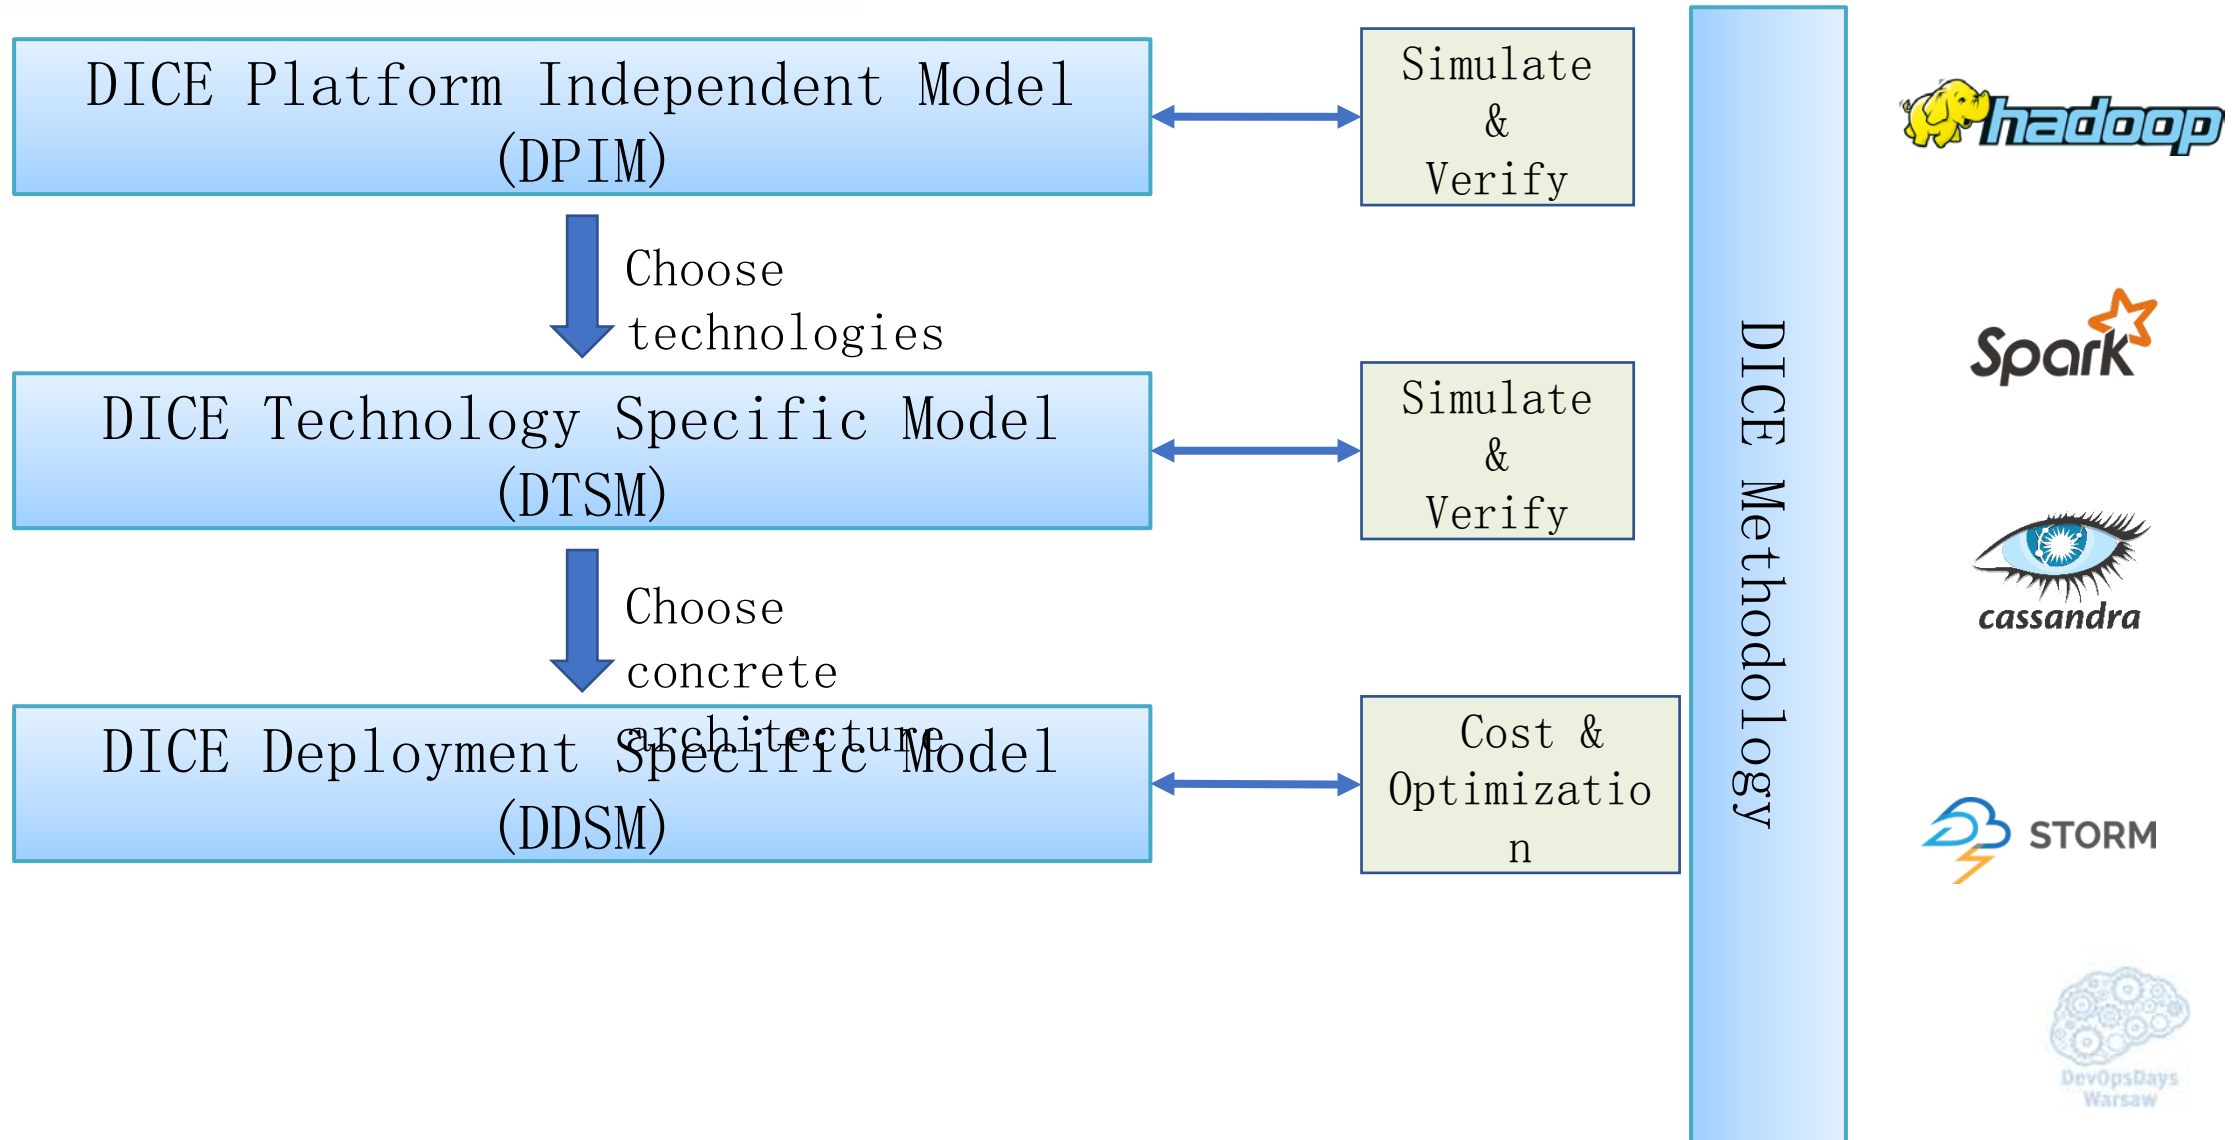 DICE Platform Independent Model
(DPIM)
Simulate
&
Verify
Choose
technologies
DICE Technology Specific Model
(DTSM)
Simulate
&
Verify
Choose
concrete
architecture
DICE Deployment Specific Model
(DDSM)
Cost &
Optimizatio
n
DICE Methodology
hadoop
Spark
cassandra
STORM
DevOpsDays
Warsaw